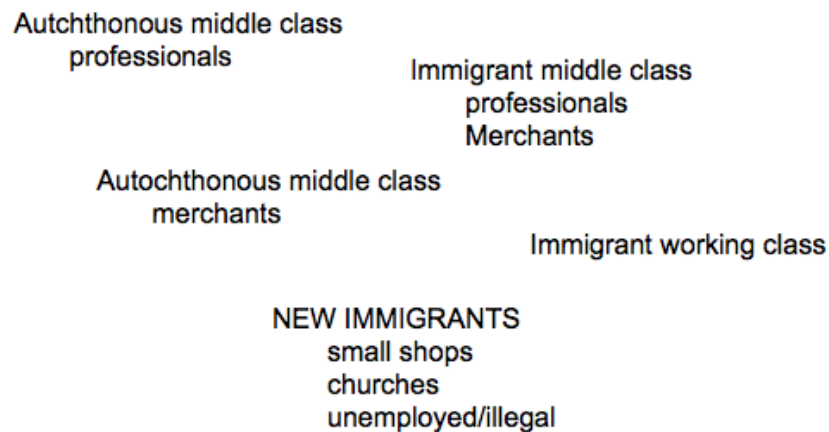 Autchthonous middle class
professionals
Immigrant middle class
professionals
Merchants
Autochthonous middle class
merchants
Immigrant working class
NEW IMMIGRANTS
small shops
churches
unemployed/illegal